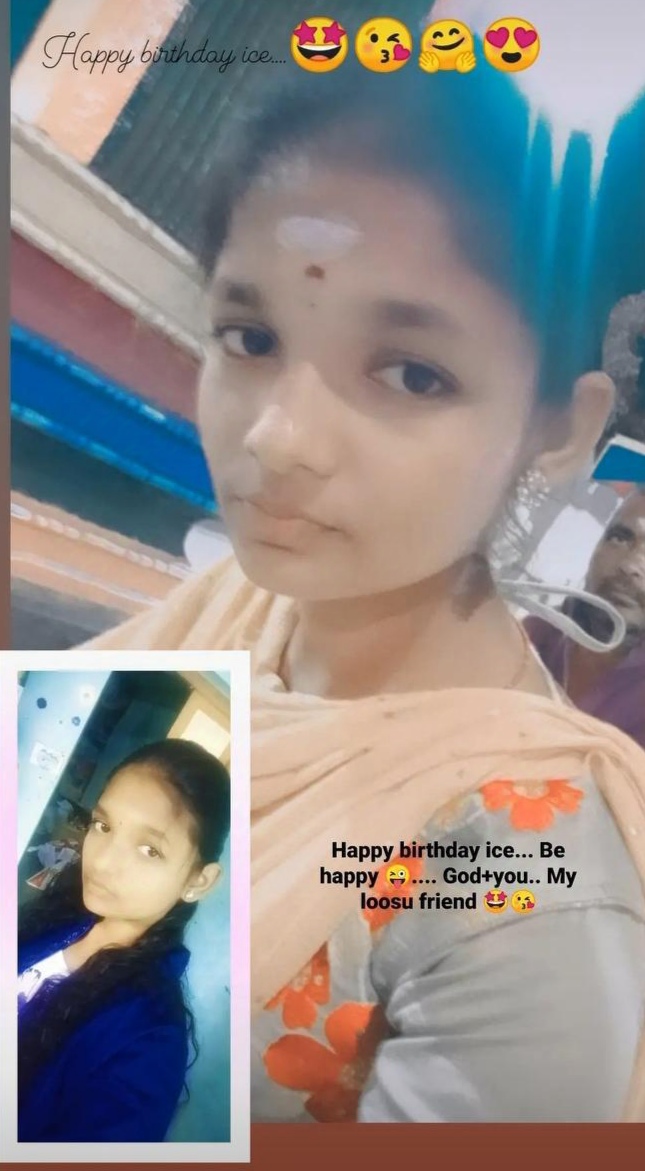 Happy birthday ice....🤩😘🤗😍
Happy birthday ice... Be
happy 😜.... God+you.. My
loosu friend 🤩😘